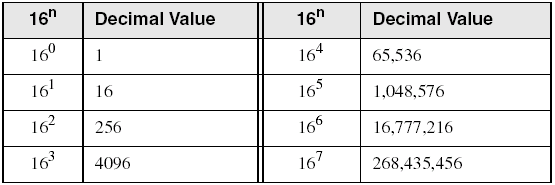 16ⁿ Decimal Value 16ⁿ Decimal Value
16⁰ 1 16⁴ 65,536
16¹ 16 16⁵ 1,048,576
16² 256 16⁶ 16,777,216
16³ 4096 16⁷ 268,435,456